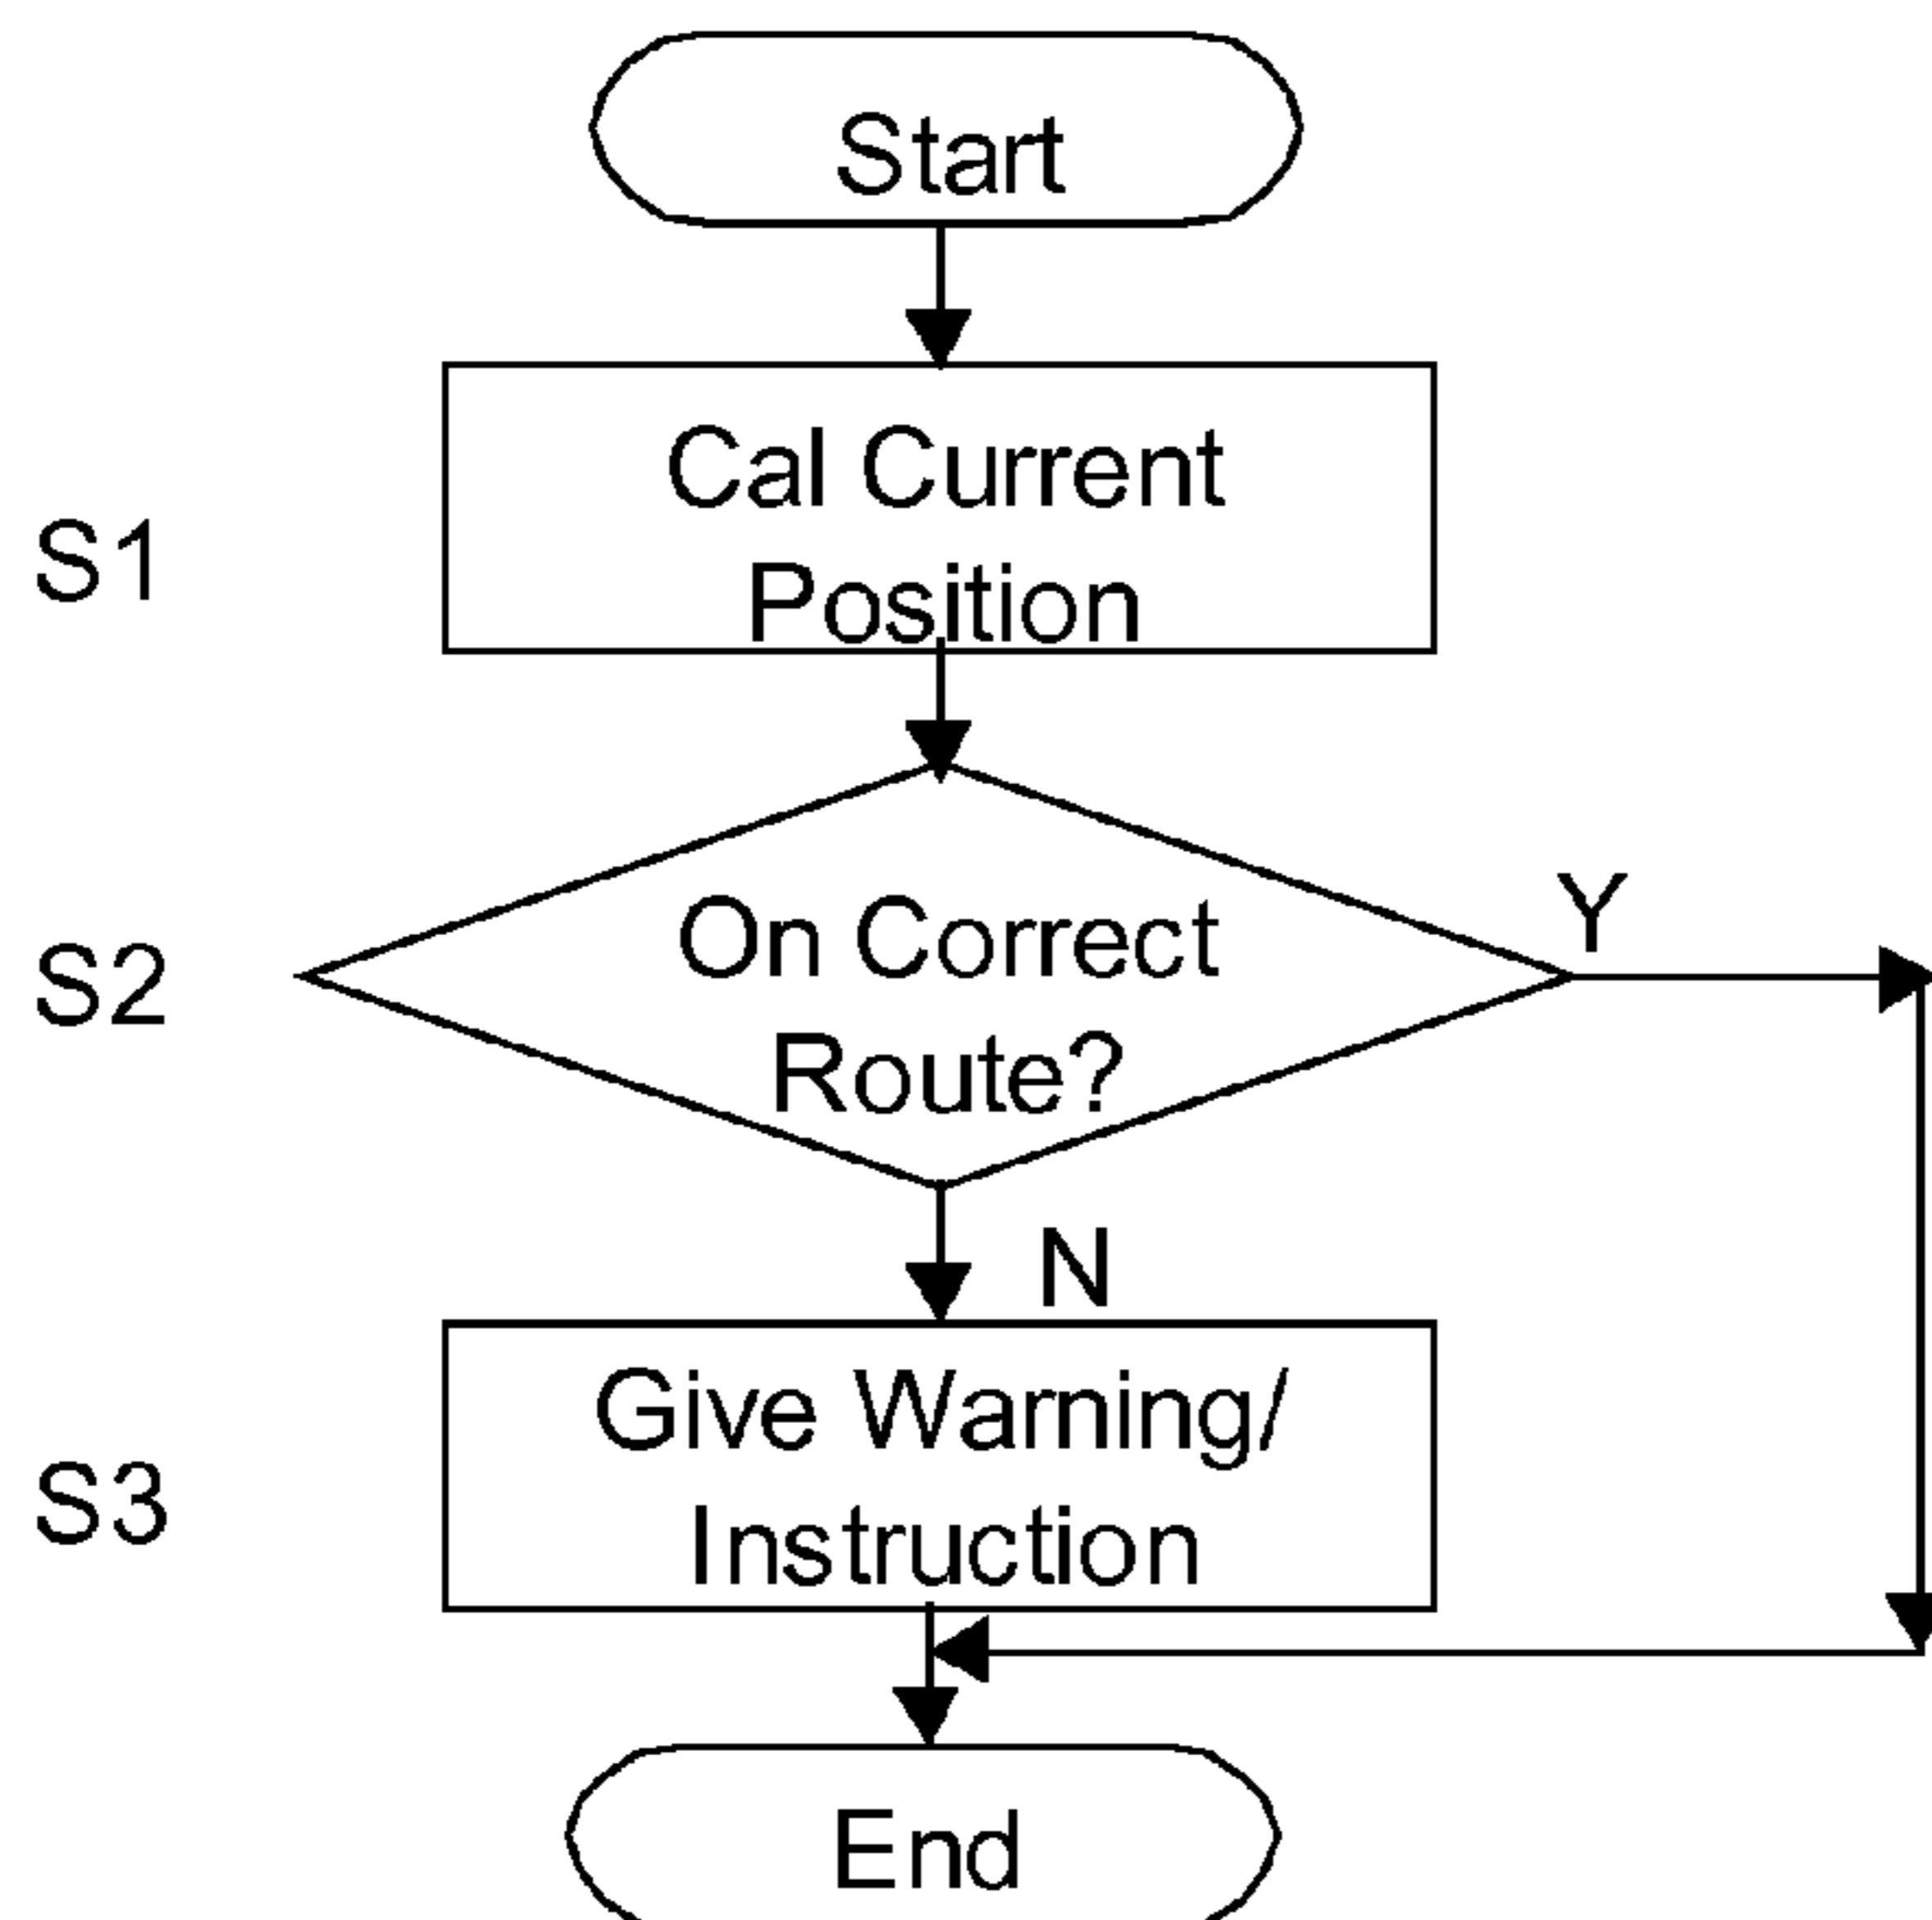 Start
S1
Cal Current
Position
S2
On Correct
Route?
Y
N
S3
Give Warning/
Instruction
End